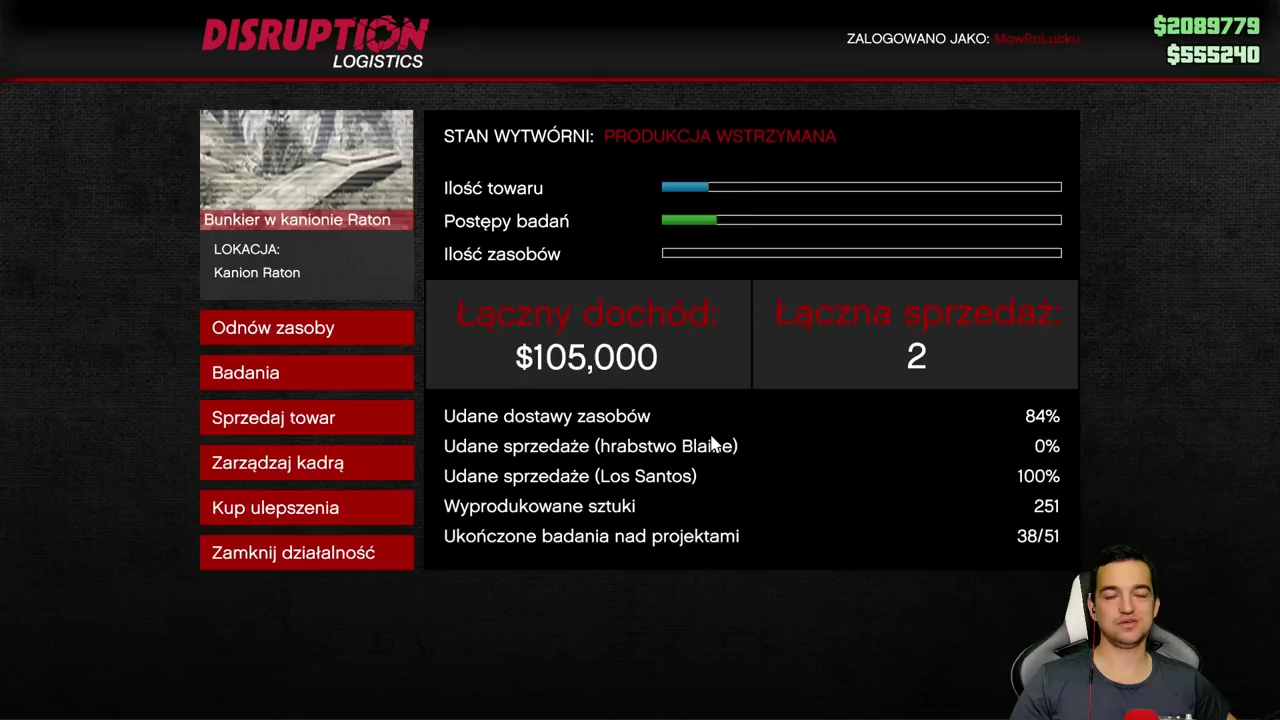 DISRUPTION
LOGISTICS
ZALOGOWANO JAKO: MowPoLucku
$2089779
$555240
Bunkier w kanionie Raton
LOKACJA:
Kanion Raton
Odnów zasoby
Badania
Sprzedaj towar
Zarządzaj kadrą
Kup ulepszenia
Zamknij działalność
STAN WYTWÓRNI: PRODUKCJA WSTRZYMANA
Ilość towaru
Postępy badań
Ilość zasobów
Łączny dochód:
$105,000
Łączna sprzedaż:
2
Udane dostawy zasobów 84%
Udane sprzedaże (hrabstwo Blaine) 0%
Udane sprzedaże (Los Santos) 100%
Wyprodukowane sztuki 251
Ukończone badania nad projektami 38/51